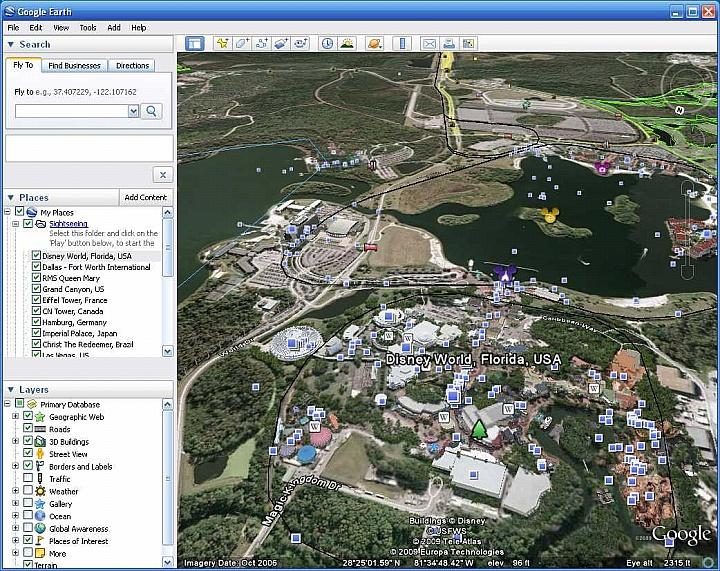 Google Earth
File Edit View Tools Add Help
Search
Fly To Find Businesses Directions
Fly to e.g., 37.407229, -122.107162
x
Places Add Content
My Places
Sightseeing
Select this folder and click on the
'Play' button below, to start the
Disney World, Florida, USA
Dallas - Fort Worth International
RMS Queen Mary
Grand Canyon, US
Eiffel Tower, France
CN Tower, Canada
Hamburg, Germany
Imperial Palace, Japan
Christ The Redeemer, Brazil
Las Vegas, US
Layers
Primary Database
Geographic Web
Roads
3D Buildings
Street View
Borders and Labels
Traffic
Weather
Gallery
Ocean
Global Awareness
Places of Interest
More
Terrain
N
Caribbean Way
Disney World, Florida, USA
W
W
W
W
W
W
W
Magic Kingdom Dr
Buildings © Disney
© 2009 Tele Atlas
© 2009 Europa Technologies
©2009 Google
Imagery Date: Oct 2006 28°25'01.59" N 81°34'48.42" W elev 96 ft Eye alt 2315 ft